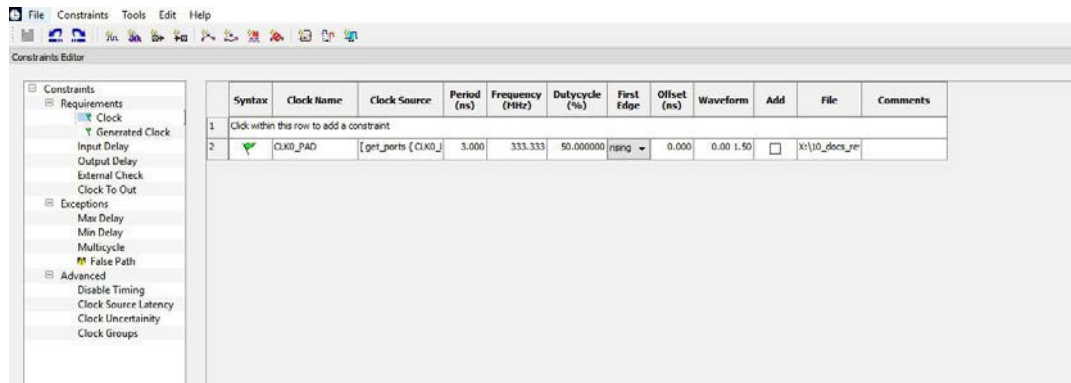 File Constraints Tools Edit Help
Constraints Editor
Constraints
Requirements
Clock
Generated Clock
Input Delay
Output Delay
External Check
Clock To Out
Exceptions
Max Delay
Min Delay
Multicycle
False Path
Advanced
Disable Timing
Clock Source Latency
Clock Uncertainity
Clock Groups
Syntax Clock Name Clock Source Period (ns) Frequency (MHz) Dutycycle (%) First Edge Offset (ns) Waveform Add File Comments
1 Click within this row to add a constraint
2 CLK0_PAD [ get_ports { CLK0_ 3.000 333.333 50.000000 rising 0.000 0.00 1.50 X:\10_docs_re